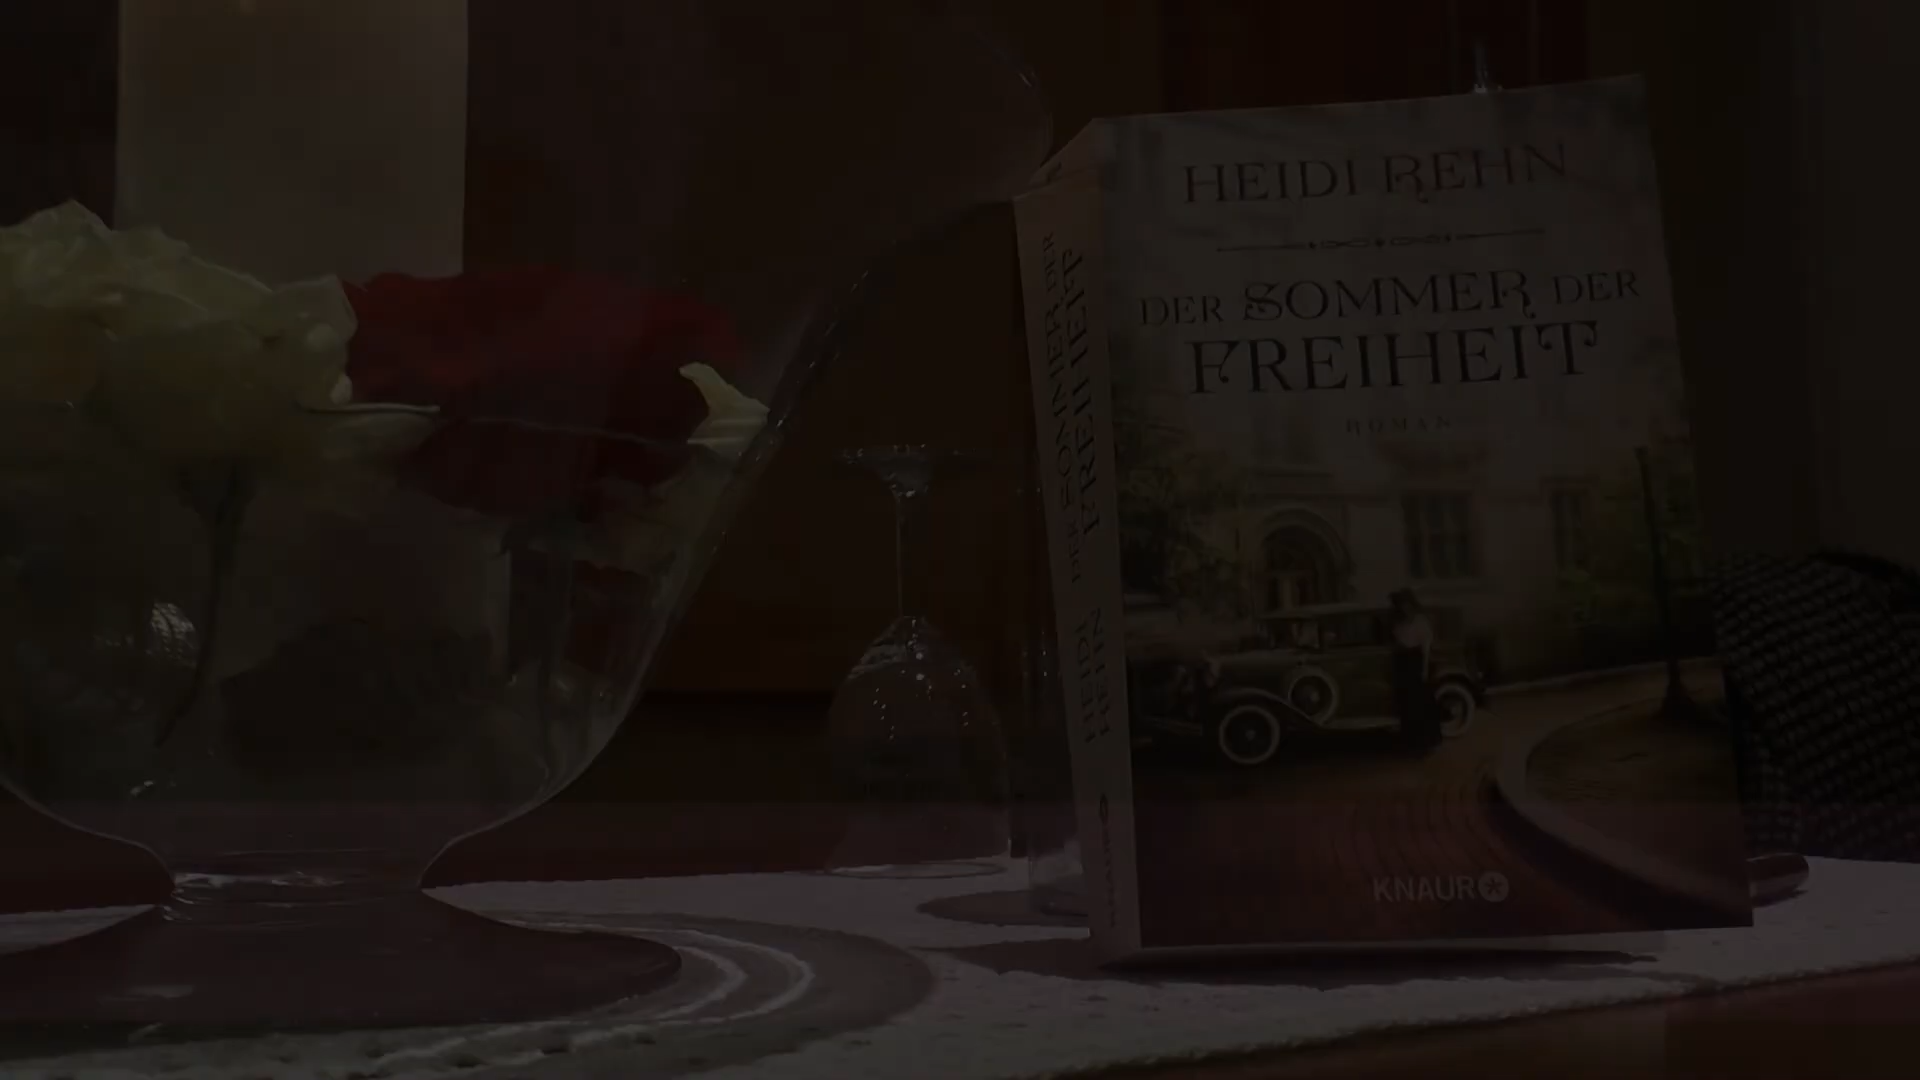 HEIDI REHN
DER SOMMER DER
FREIHEIT
ROMAN
KNAUR
HEIDI
REHN
DER SOMMER DER
FREIHEIT